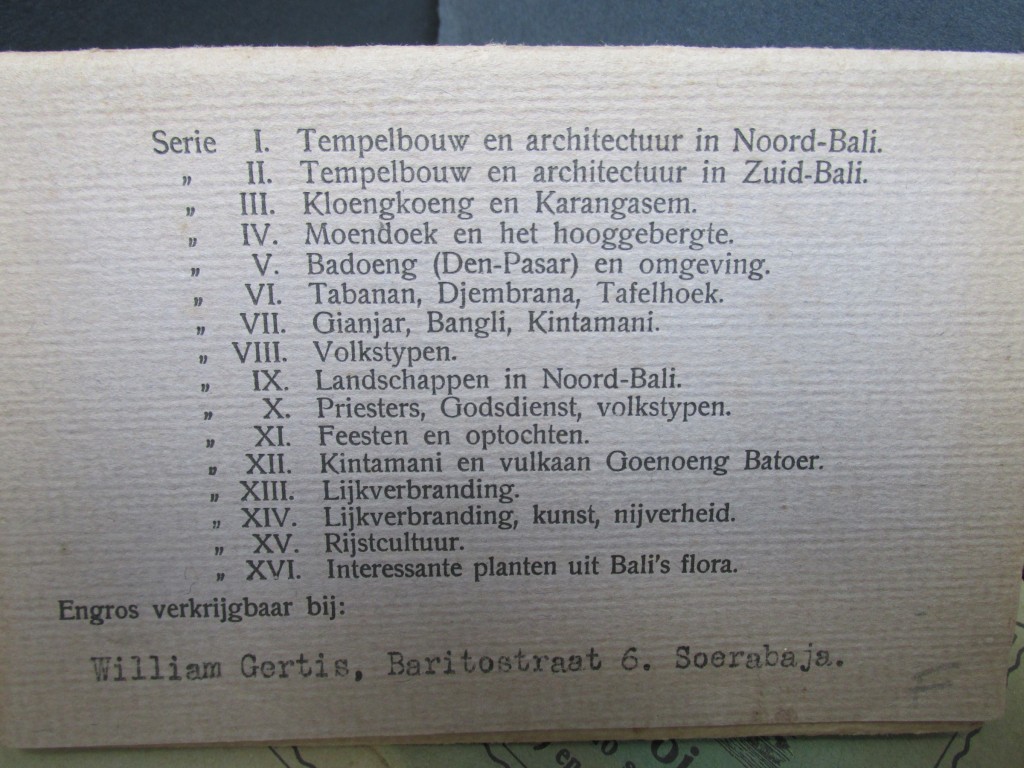 Serie I. Tempelbouw en architectuur in Noord-Bali.
„ II. Tempelbouw en architectuur in Zuid-Bali.
„ III. Kloengkoeng en Karangasem.
„ IV. Moendoek en het hooggebergte.
„ V. Badoeng (Den-Pasar) en omgeving.
„ VI. Tabanan, Djembrana, Tafelhoek.
„ VII. Gianjar, Bangli, Kintamani.
„ VIII. Volkstypen.
„ IX. Landschappen in Noord-Bali.
„ X. Priesters, Godsdienst, volkstypen.
„ XI. Feesten en optochten.
„ XII. Kintamani en vulkaan Goenoeng Batoer.
„ XIII. Lijkverbranding.
„ XIV. Lijkverbranding, kunst, nijverheid.
„ XV. Rijstcultuur.
„ XVI. Interessante planten uit Bali's flora.
Engros verkrijgbaar bij:
William Gertis, Baritostraat 6. Soerabaja.